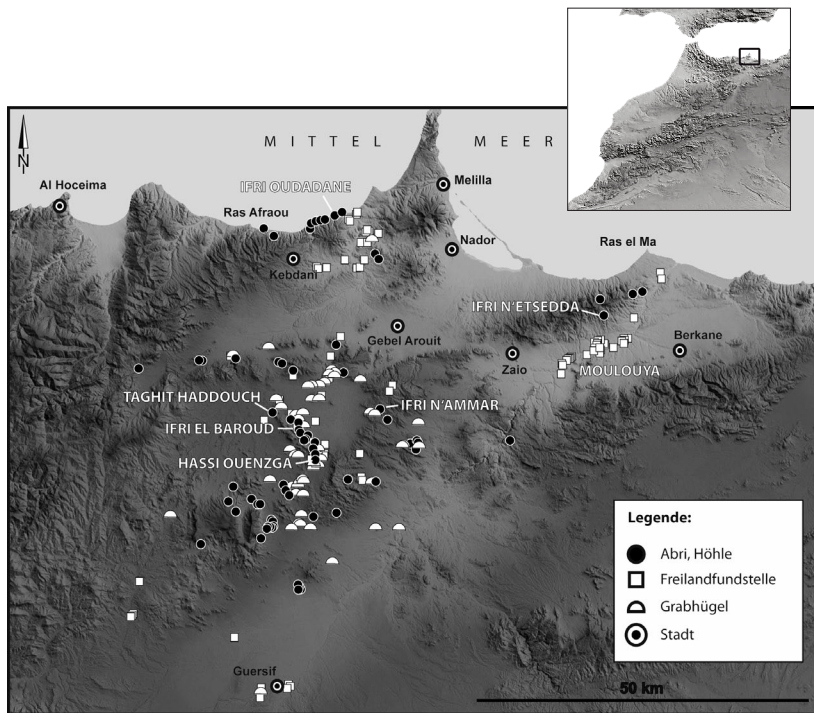 N
MITTEL MEER
Al Hoceima
IFRI OUDADANE
Melilla
Ras Afraou
Nador
Ras el Ma
Kebdani
IFRI N'ETSEDDA
Gebel Arouit
Berkane
Zaio
MOULOUYA
TAGHIT HADDOUCH
IFRI N'AMMAR
IFRI EL BAROUD
HASSI OUENZGA
Guersif
Legende:
Abri, Höhle
Freilandfundstelle
Grabhügel
Stadt
50 km